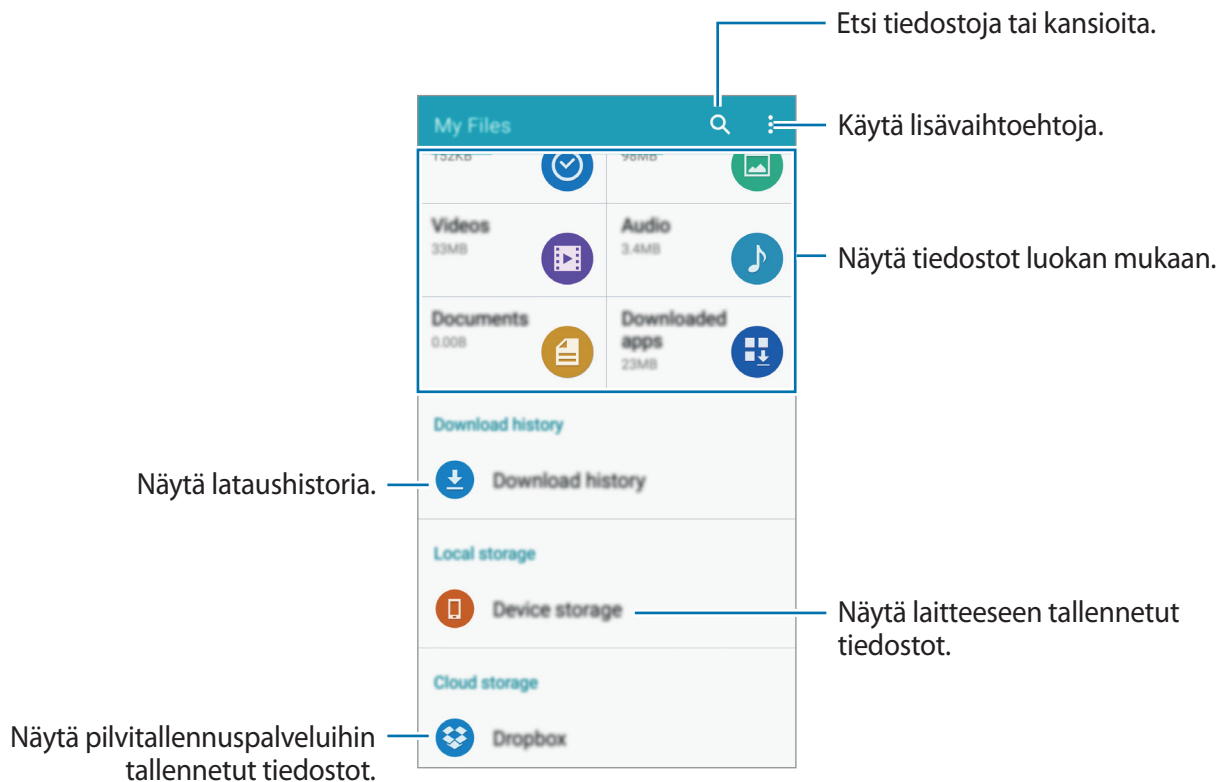 Etsi tiedostoja tai kansioita.
My Files
Käytä lisävaihtoehtoja.
152KB
98MB
Videos
33MB
Audio
3.4MB
Näytä tiedostot luokan mukaan.
Documents
0.00B
Downloaded
apps
23MB
Download history
Näytä lataushistoria.
Download history
Local storage
Device storage
Näytä laitteeseen tallennetut
tiedostot.
Cloud storage
Näytä pilvitallennuspalveluihin
tallennetut tiedostot.
Dropbox